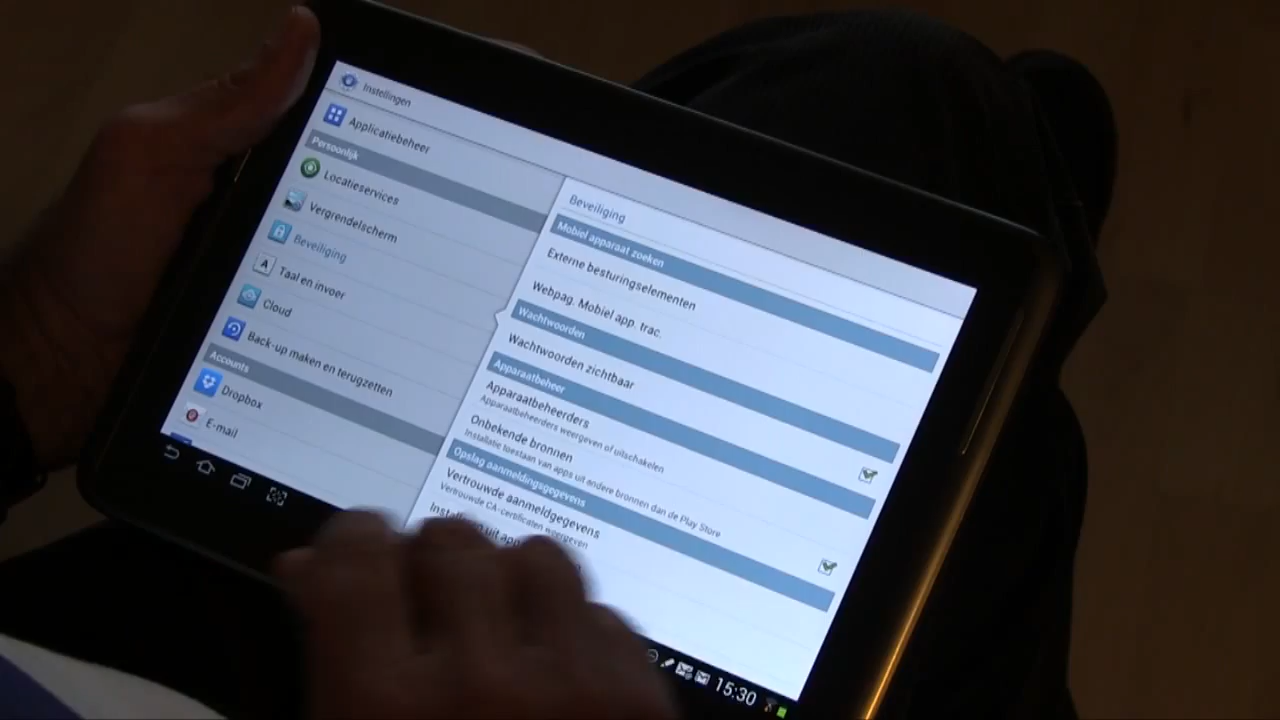 Instellingen
Applicatiebeheer
Persoonlijk
Locatieservices
Vergrendelscherm
Beveiliging
Taal en invoer
Cloud
Back-up maken en terugzetten
Accounts
Dropbox
E-mail
Beveiliging
Mobiel apparaat zoeken
Externe besturingselementen
Webpag. Mobiel app. trac.
Wachtwoorden
Wachtwoorden zichtbaar
Apparaatbeheer
Apparaatbeheerders
Apparaatbeheerders weergeven of uitschakelen
Onbekende bronnen
Installatie toestaan van apps uit andere bronnen dan de Play Store
Opslag aanmeldingsgegevens
Vertrouwde aanmeldgegevens
Vertrouwde CA-certificaten weergeven
uit
15:30